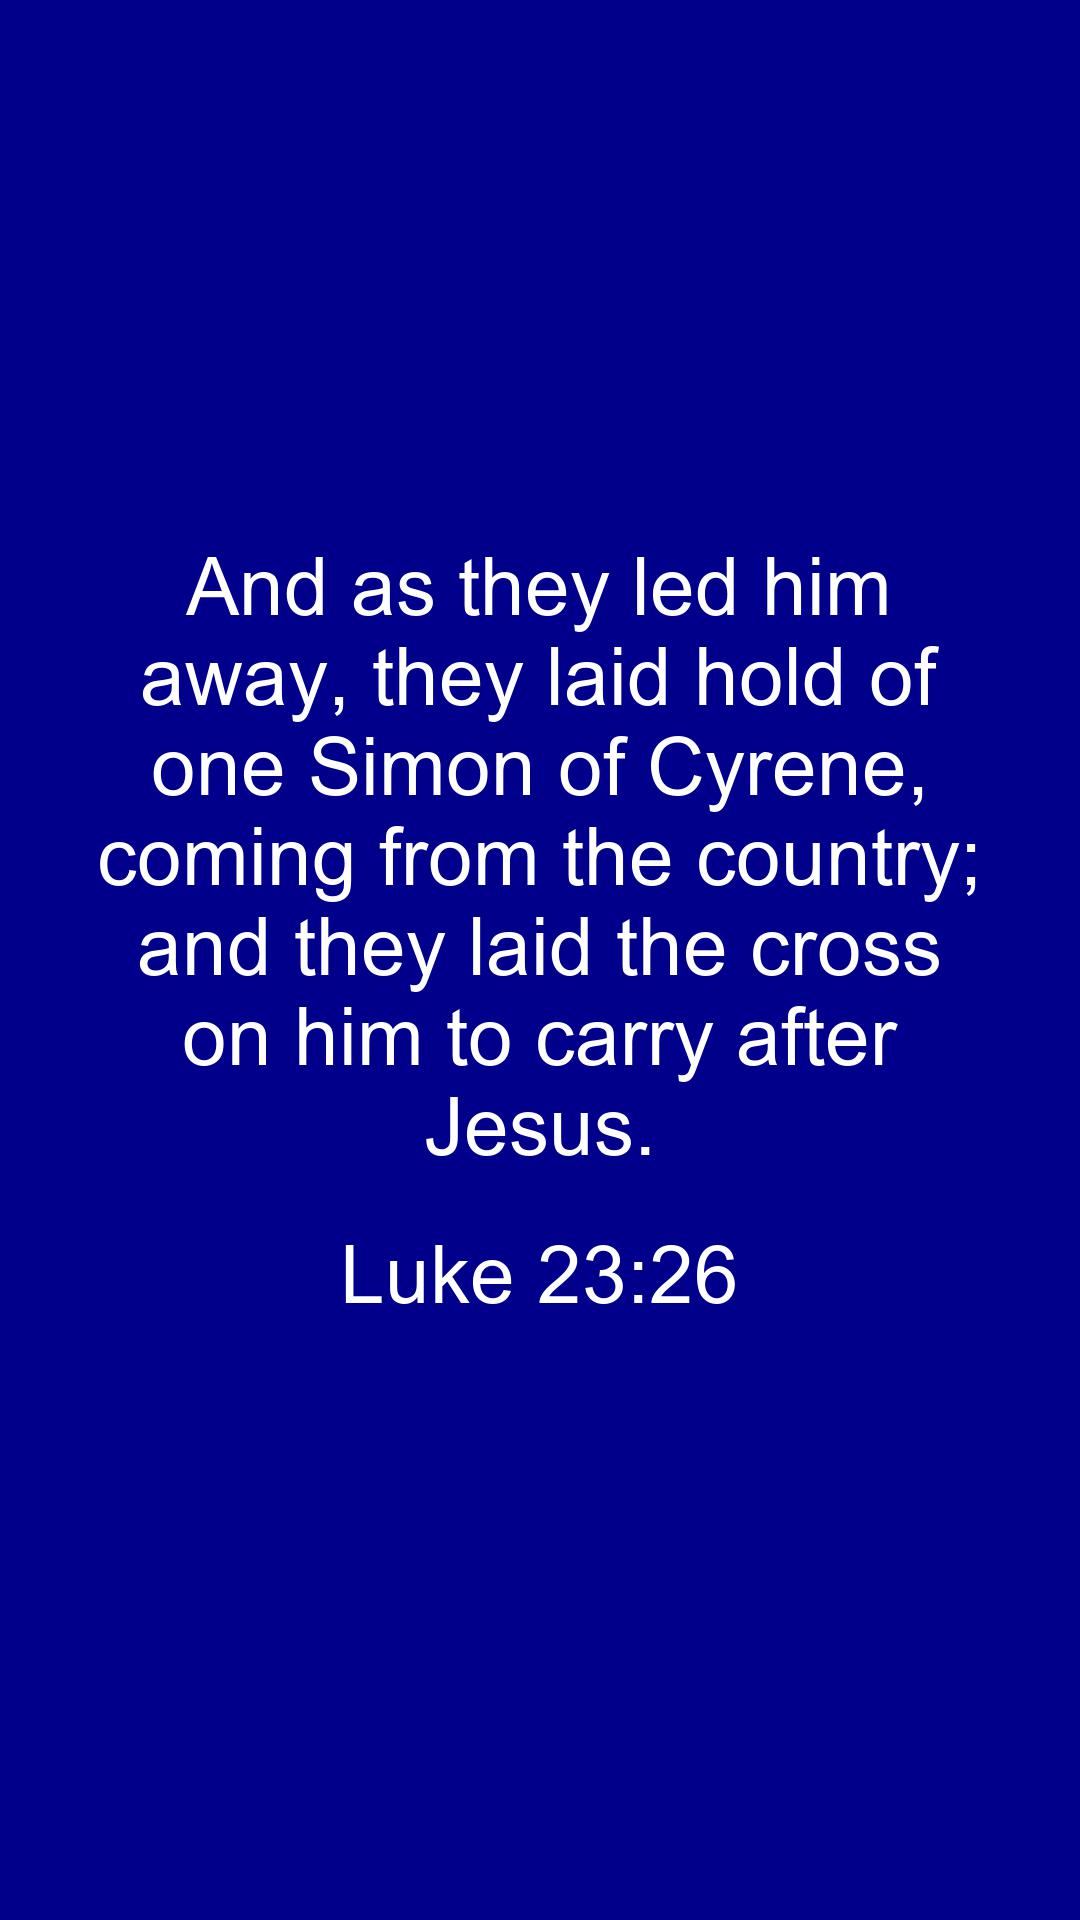 And as they led him
away, they laid hold of
one Simon of Cyrene,
coming from the country;
and they laid the cross
on him to carry after
Jesus.
Luke 23:26